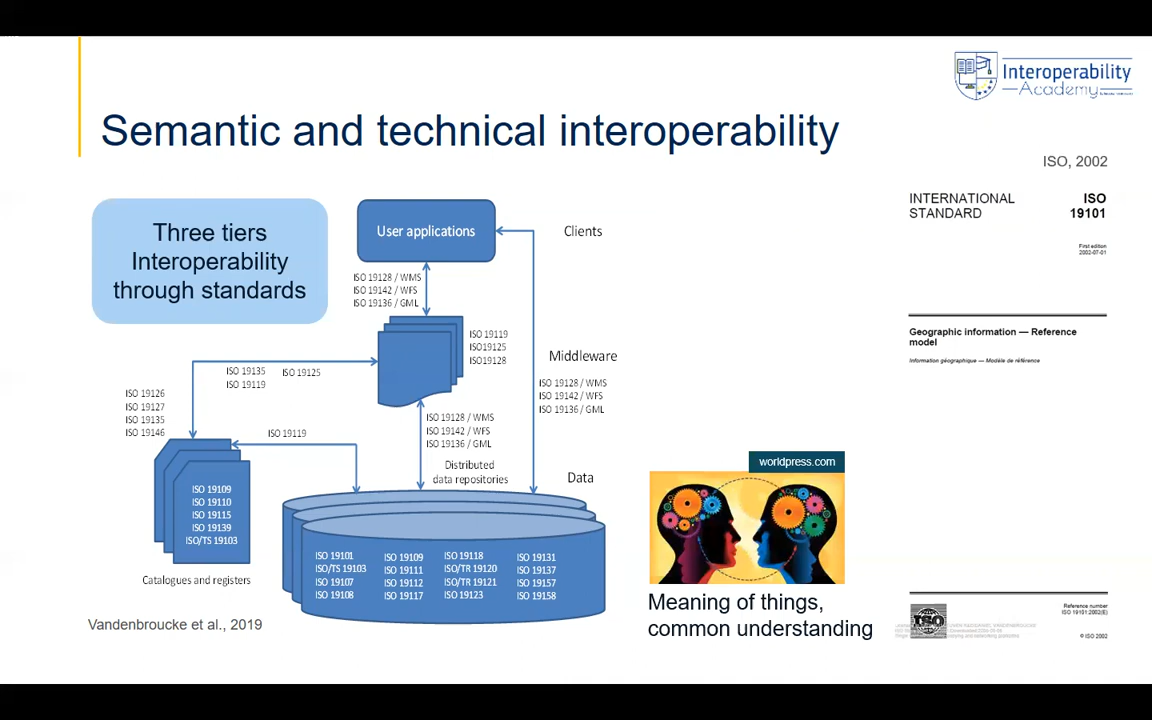 Interoperability
Academy
Semantic and technical interoperability
ISO, 2002
Three tiers
Interoperability
through standards
User applications
Clients
ISO 19128 / WMS
ISO 19142 / WFS
ISO 19136 / GML
ISO 19119
ISO19125
ISO19128
Middleware
ISO 19135
ISO 19119
ISO 19125
ISO 19128 / WMS
ISO 19142 / WFS
ISO 19136 / GML
ISO 19126
ISO 19127
ISO 19135
ISO 19146
ISO 19119
ISO 19128 / WMS
ISO 19142 / WFS
ISO 19136 / GML
Distributed
data repositories
Data
ISO 19109
ISO 19110
ISO 19115
ISO 19139
ISO/TS 19103
Catalogues and registers
ISO 19101
ISO/TS 19103
ISO 19107
ISO 19108
ISO 19109
ISO 19111
ISO 19112
ISO 19117
ISO 19118
ISO/TR 19120
ISO/TR 19121
ISO 19123
ISO 19131
ISO 19137
ISO 19157
ISO 19158
Vandenbroucke et al., 2019
worldpress.com
Meaning of things,
common understanding
INTERNATIONAL
STANDARD
ISO
19101
First edition
2002-07-01
Geographic information — Reference
model
Information géographique — Modèle de référence
ISO
Reference number
ISO 19101:2002(E)
© ISO 2002